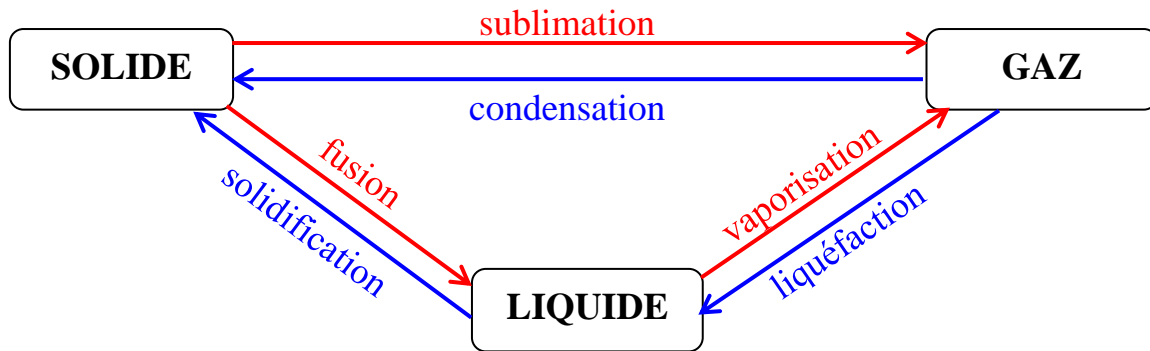 sublimation
SOLIDE
GAZ
condensation
fusion
solidification
vaporisation
liquéfaction
LIQUIDE